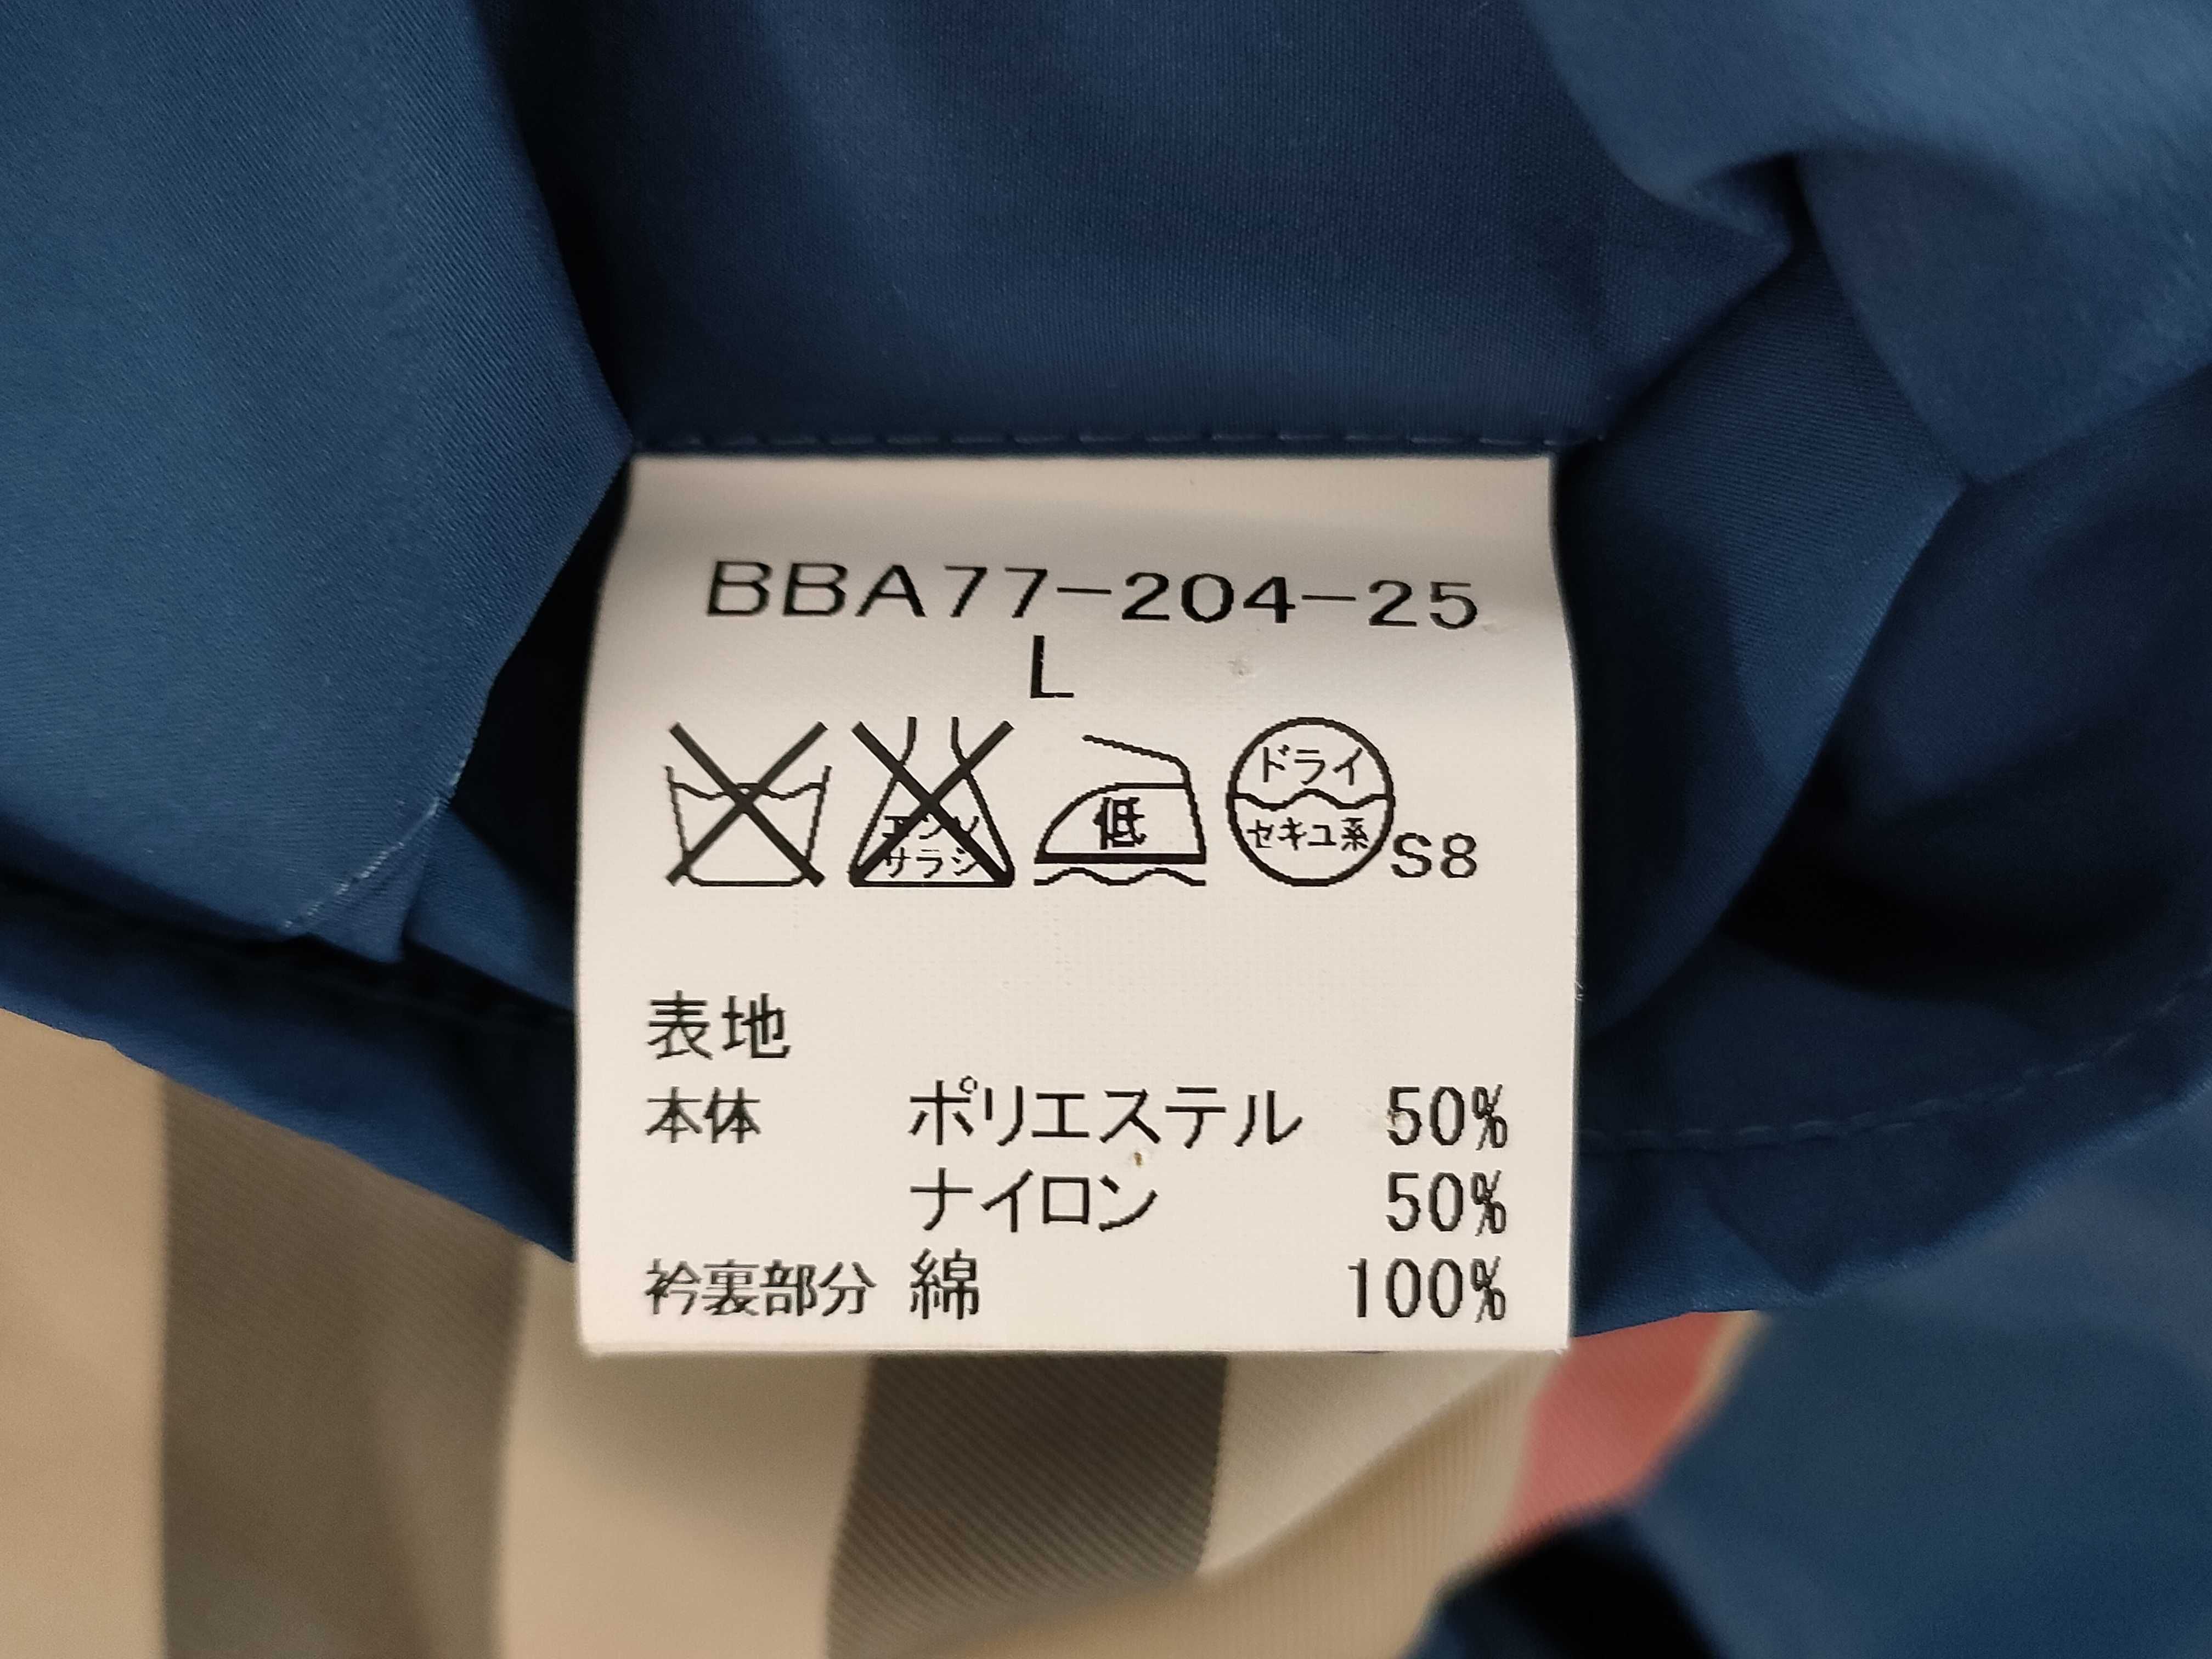 BBA77-204-25
L
エンソ
サラシ
低
ドライ
セキユ系
S8
表地
本体 ポリエステル 50%
ナイロン 50%
衿裏部分 綿 100%